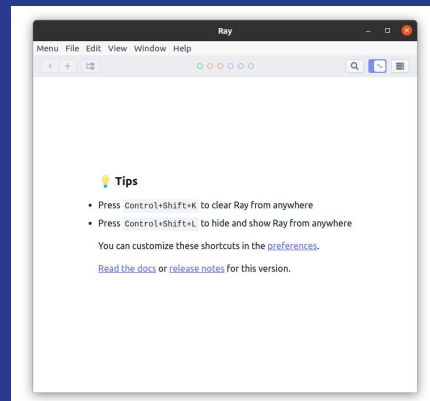 Ray
Menu File Edit View Window Help
Tips
Press Control+Shift+K to clear Ray from anywhere
Press Control+Shift+L to hide and show Ray from anywhere
You can customize these shortcuts in the preferences.
Read the docs or release notes for this version.